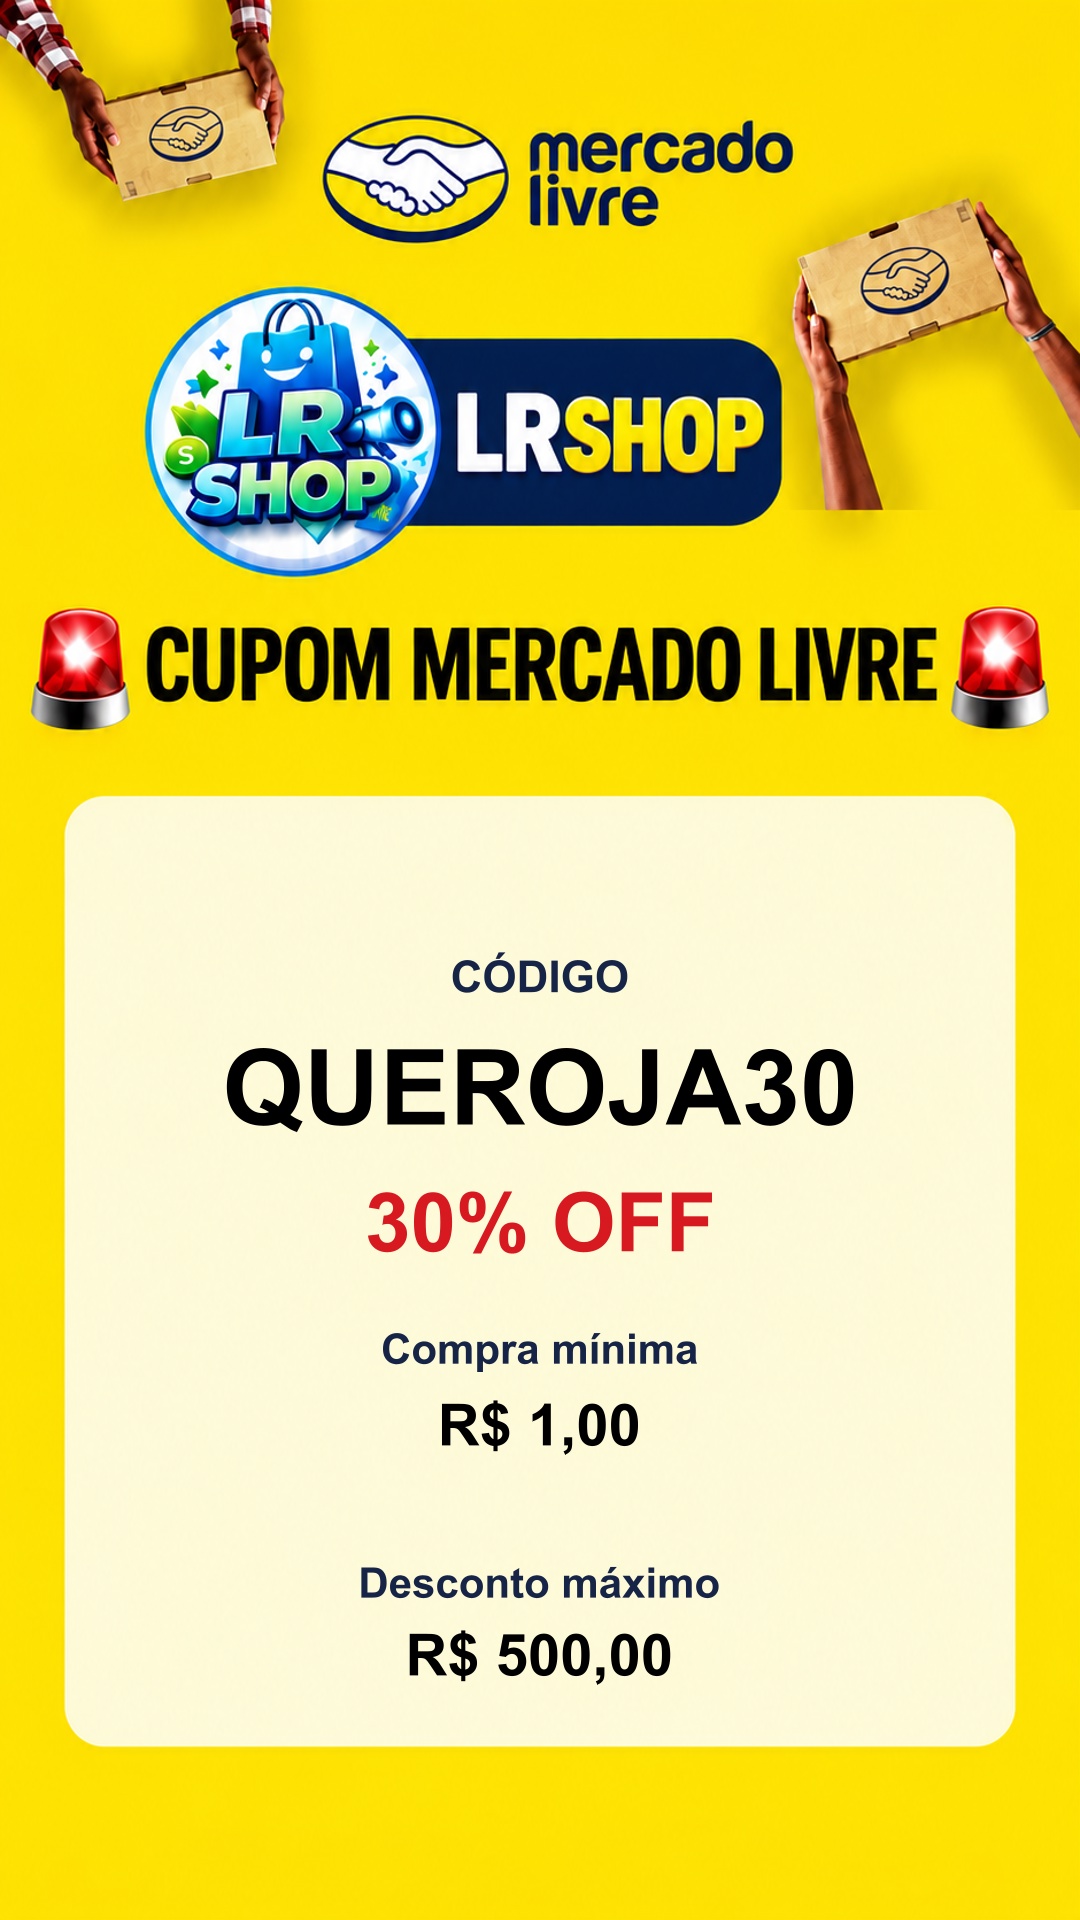 mercado
livre
LR
SHOP
S
LRSHOP
CUPOM MERCADO LIVRE
CÓDIGO
QUEROJA30
30% OFF
Compra mínima
R$ 1,00
Desconto máximo
R$ 500,00